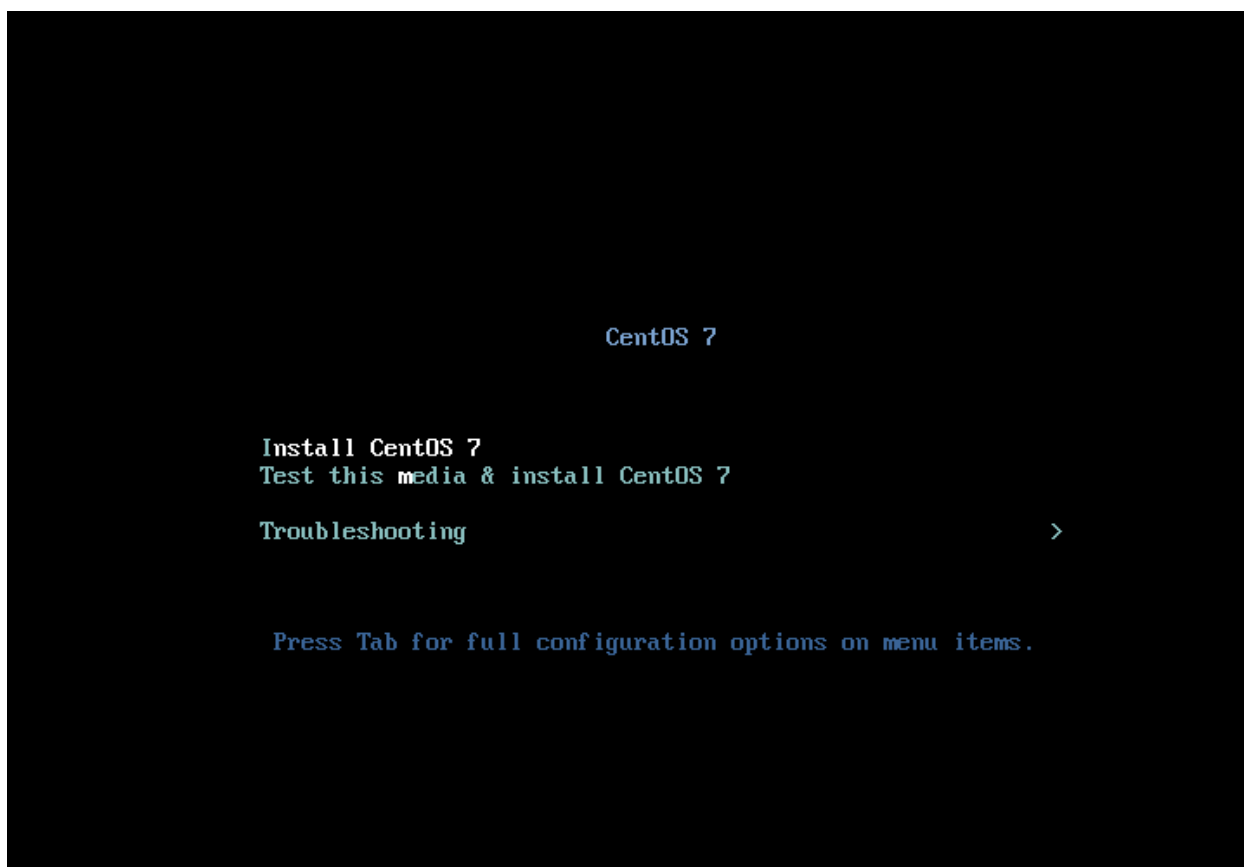 CentOS 7
Install CentOS 7
Test this media & install CentOS 7
Troubleshooting >
Press Tab for full configuration options on menu items.